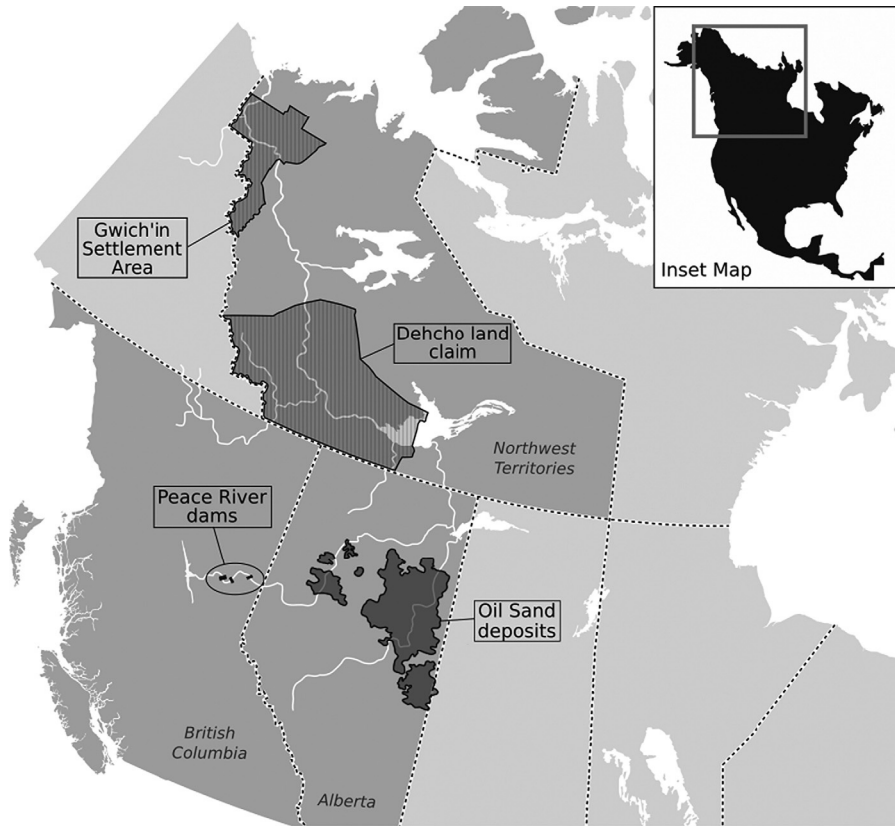 Inset Map
Gwich'in
Settlement
Area
Dehcho land
claim
Northwest
Territories
Peace River
dams
Oil Sand
deposits
British
Columbia
Alberta